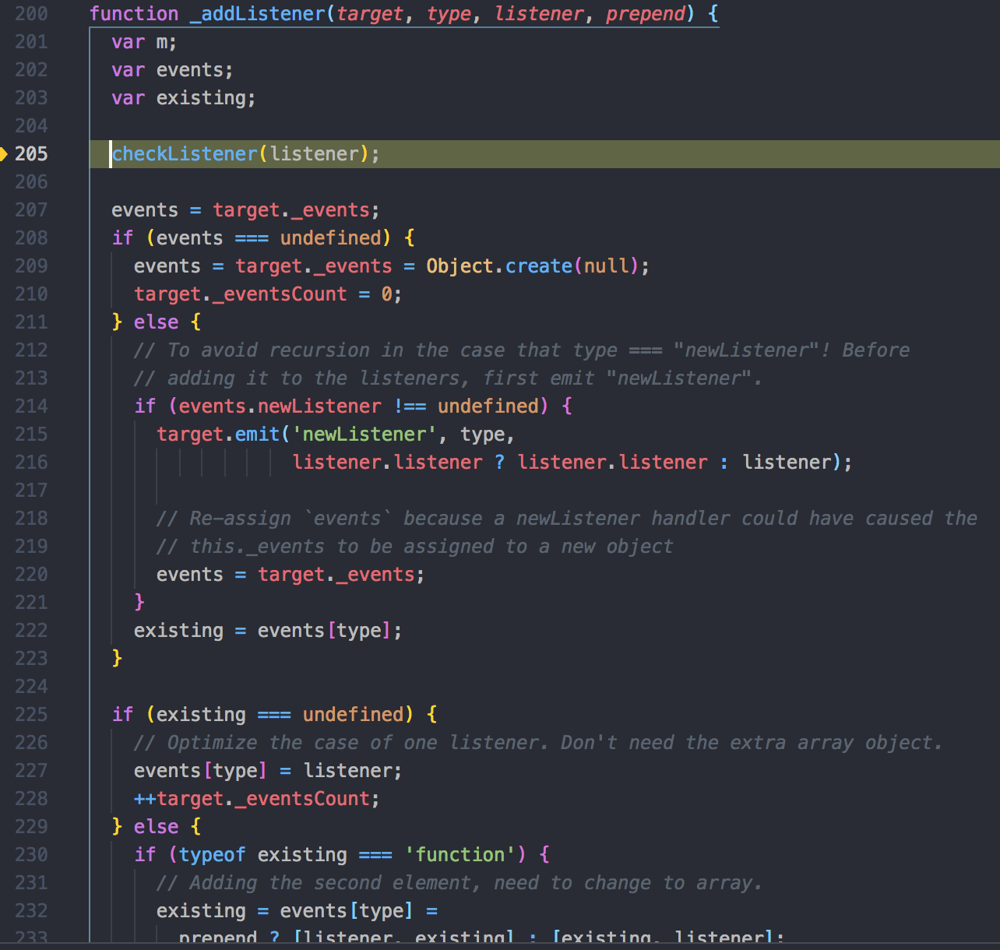 200 function _addListener(target, type, listener, prepend) {
201   var m;
202   var events;
203   var existing;
204
205   checkListener(listener);
206
207   events = target._events;
208   if (events === undefined) {
209     events = target._events = Object.create(null);
210     target._eventsCount = 0;
211   } else {
212     // To avoid recursion in the case that type === "newListener"! Before
213     // adding it to the listeners, first emit "newListener".
214     if (events.newListener !== undefined) {
215       target.emit('newListener', type,
216                   listener.listener ? listener.listener : listener);
217
218       // Re-assign `events` because a newListener handler could have caused the
219       // this._events to be assigned to a new object
220       events = target._events;
221     }
222     existing = events[type];
223   }
224
225   if (existing === undefined) {
226     // Optimize the case of one listener. Don't need the extra array object.
227     events[type] = listener;
228     ++target._eventsCount;
229   } else {
230     if (typeof existing === 'function') {
231       // Adding the second element, need to change to array.
232       existing = events[type] =
233         prepend ? [listener, existing] : [existing, listener];